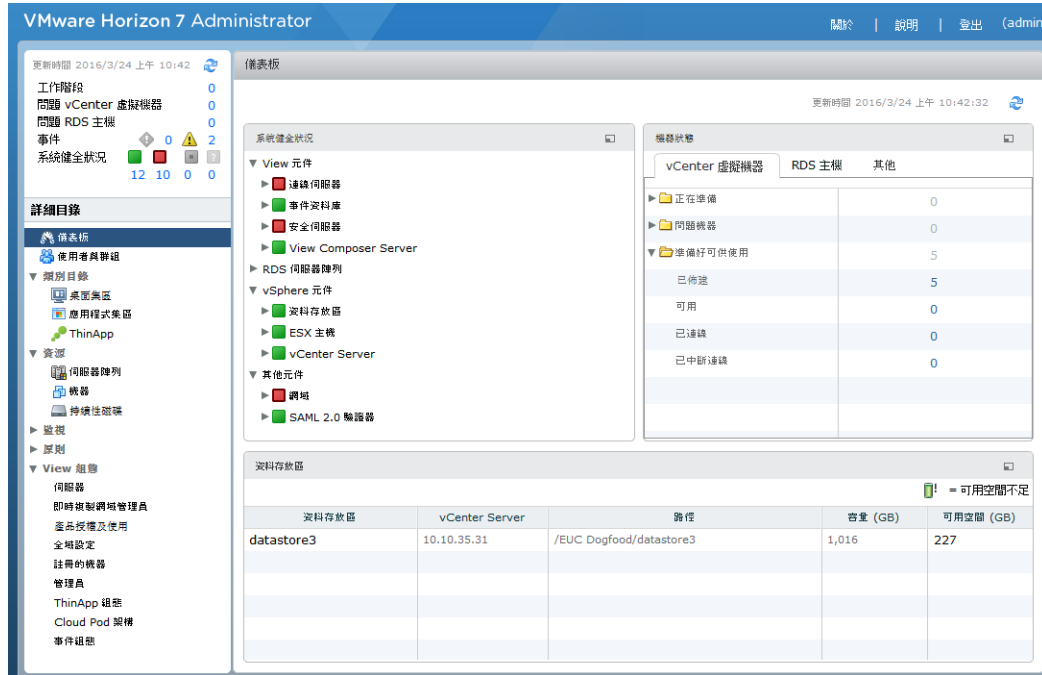 VMware Horizon 7 Administrator
關於 | 說明 | 登出 (admin
更新時間 2016/3/24 上午 10:42
工作階段 0
問題 vCenter 虛擬機器 0
問題 RDS 主機 0
事件 0 2
系統健全狀況
12 10 0 0
詳細目錄
儀表板
使用者與群組
類別目錄
桌面集區
應用程式集區
ThinApp
資源
伺服器陣列
機器
持續性磁碟
監視
原則
View 組態
伺服器
即時複製網域管理員
產品授權及使用
全域設定
註冊的機器
管理員
ThinApp 組態
Cloud Pod 架構
事件組態
儀表板
更新時間 2016/3/24 上午 10:42:32
系統健全狀況
View 元件
連線伺服器
事件資料庫
安全伺服器
View Composer Server
RDS 伺服器陣列
vSphere 元件
資料存放區
ESX 主機
vCenter Server
其他元件
網域
SAML 2.0 驗證器
機器狀態
vCenter 虛擬機器 RDS 主機 其他
正在準備 0
問題機器 0
準備好可供使用 5
已佈建 5
可用 0
已連線 0
已中斷連線 0
資料存放區
! = 可用空間不足
資料存放區 vCenter Server 路徑 容量 (GB) 可用空間 (GB)
datastore3 10.10.35.31 /EUC Dogfood/datastore3 1,016 227